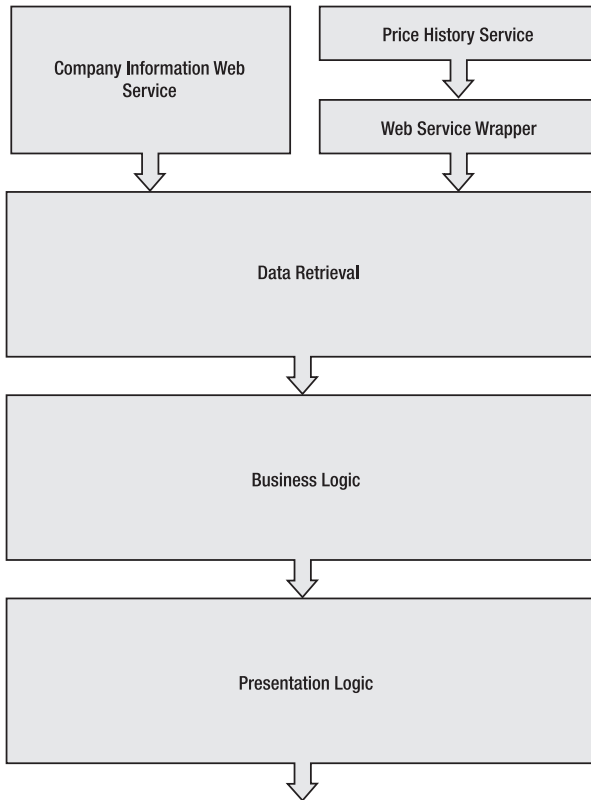 Company Information Web
Service
Price History Service
Web Service Wrapper
Data Retrieval
Business Logic
Presentation Logic